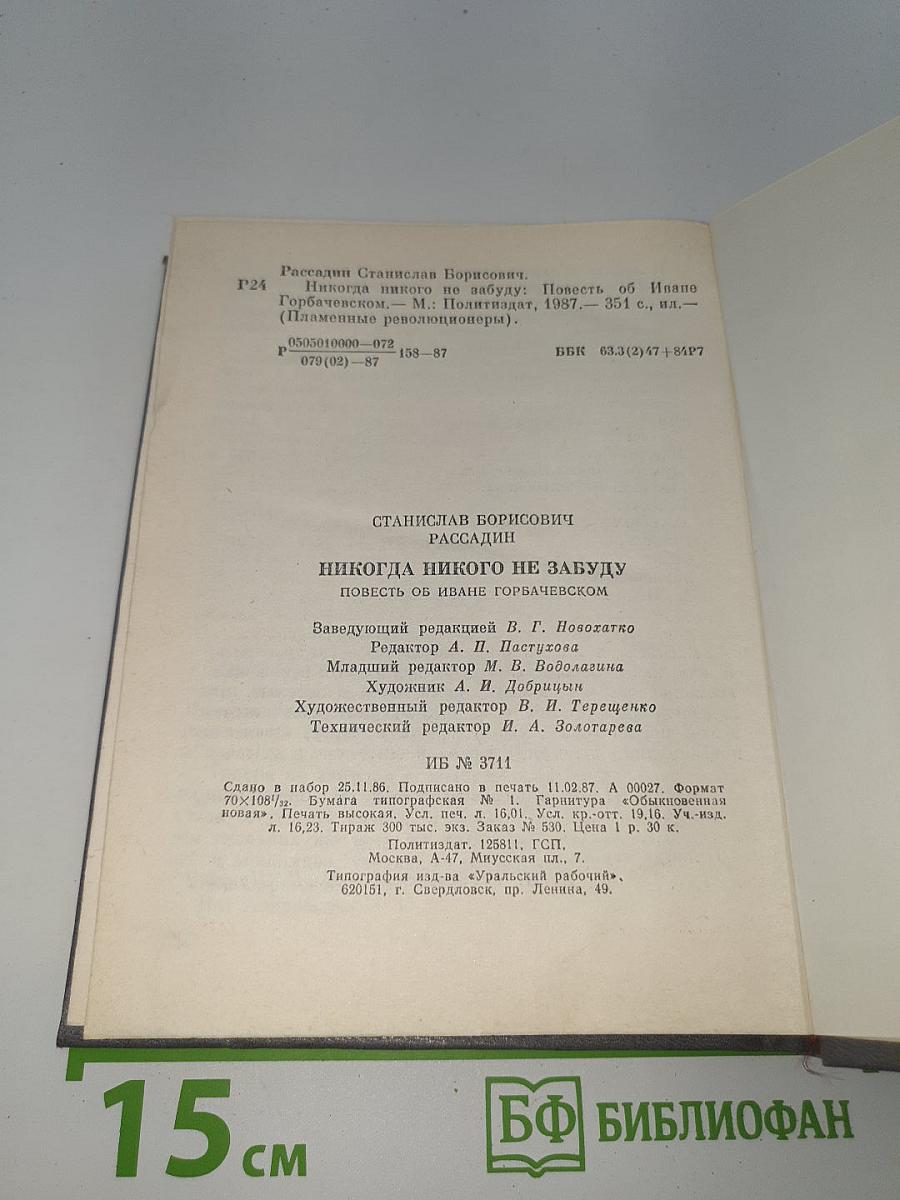 Рассадин Станислав Борисович.
Р24 Никогда никого не забуду: Повесть об Иване
Горбачевском.— М.: Политиздат, 1987.— 351 с., ил.—
(Пламенные революционеры).
Р 0505010000—072 / 079(02)—87 158—87 ББК 63.3(2)47+84Р7
СТАНИСЛАВ БОРИСОВИЧ
РАССАДИН
НИКОГДА НИКОГО НЕ ЗАБУДУ
ПОВЕСТЬ ОБ ИВАНЕ ГОРБАЧЕВСКОМ
Заведующий редакцией В. Г. Новохатко
Редактор А. П. Пастухова
Младший редактор М. В. Водолагина
Художник А. И. Добрицын
Художественный редактор В. И. Терещенко
Технический редактор И. А. Золотарева
ИБ № 3711
Сдано в набор 25.11.86. Подписано в печать 11.02.87. А 00027. Формат
70×108¹/₃₂. Бумага типографская № 1. Гарнитура «Обыкновенная
новая». Печать высокая. Усл. печ. л. 16,01. Усл. кр.-отт. 19,16. Уч.-изд.
л. 16,23. Тираж 300 тыс. экз. Заказ № 530. Цена 1 р. 30 к.
Политиздат. 125811, ГСП,
Москва, А-47, Миусская пл., 7.
Типография изд-ва «Уральский рабочий»,
620151, г. Свердловск, пр. Ленина, 49.
15 см
БФ БИБЛИОФАН